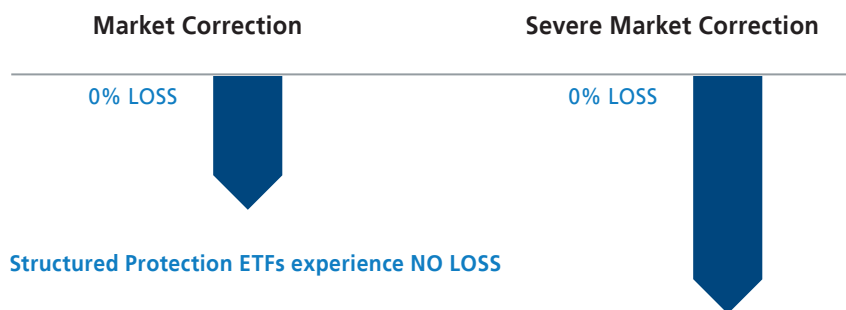 Market Correction
Severe Market Correction
0% LOSS
0% LOSS
Structured Protection ETFs experience NO LOSS